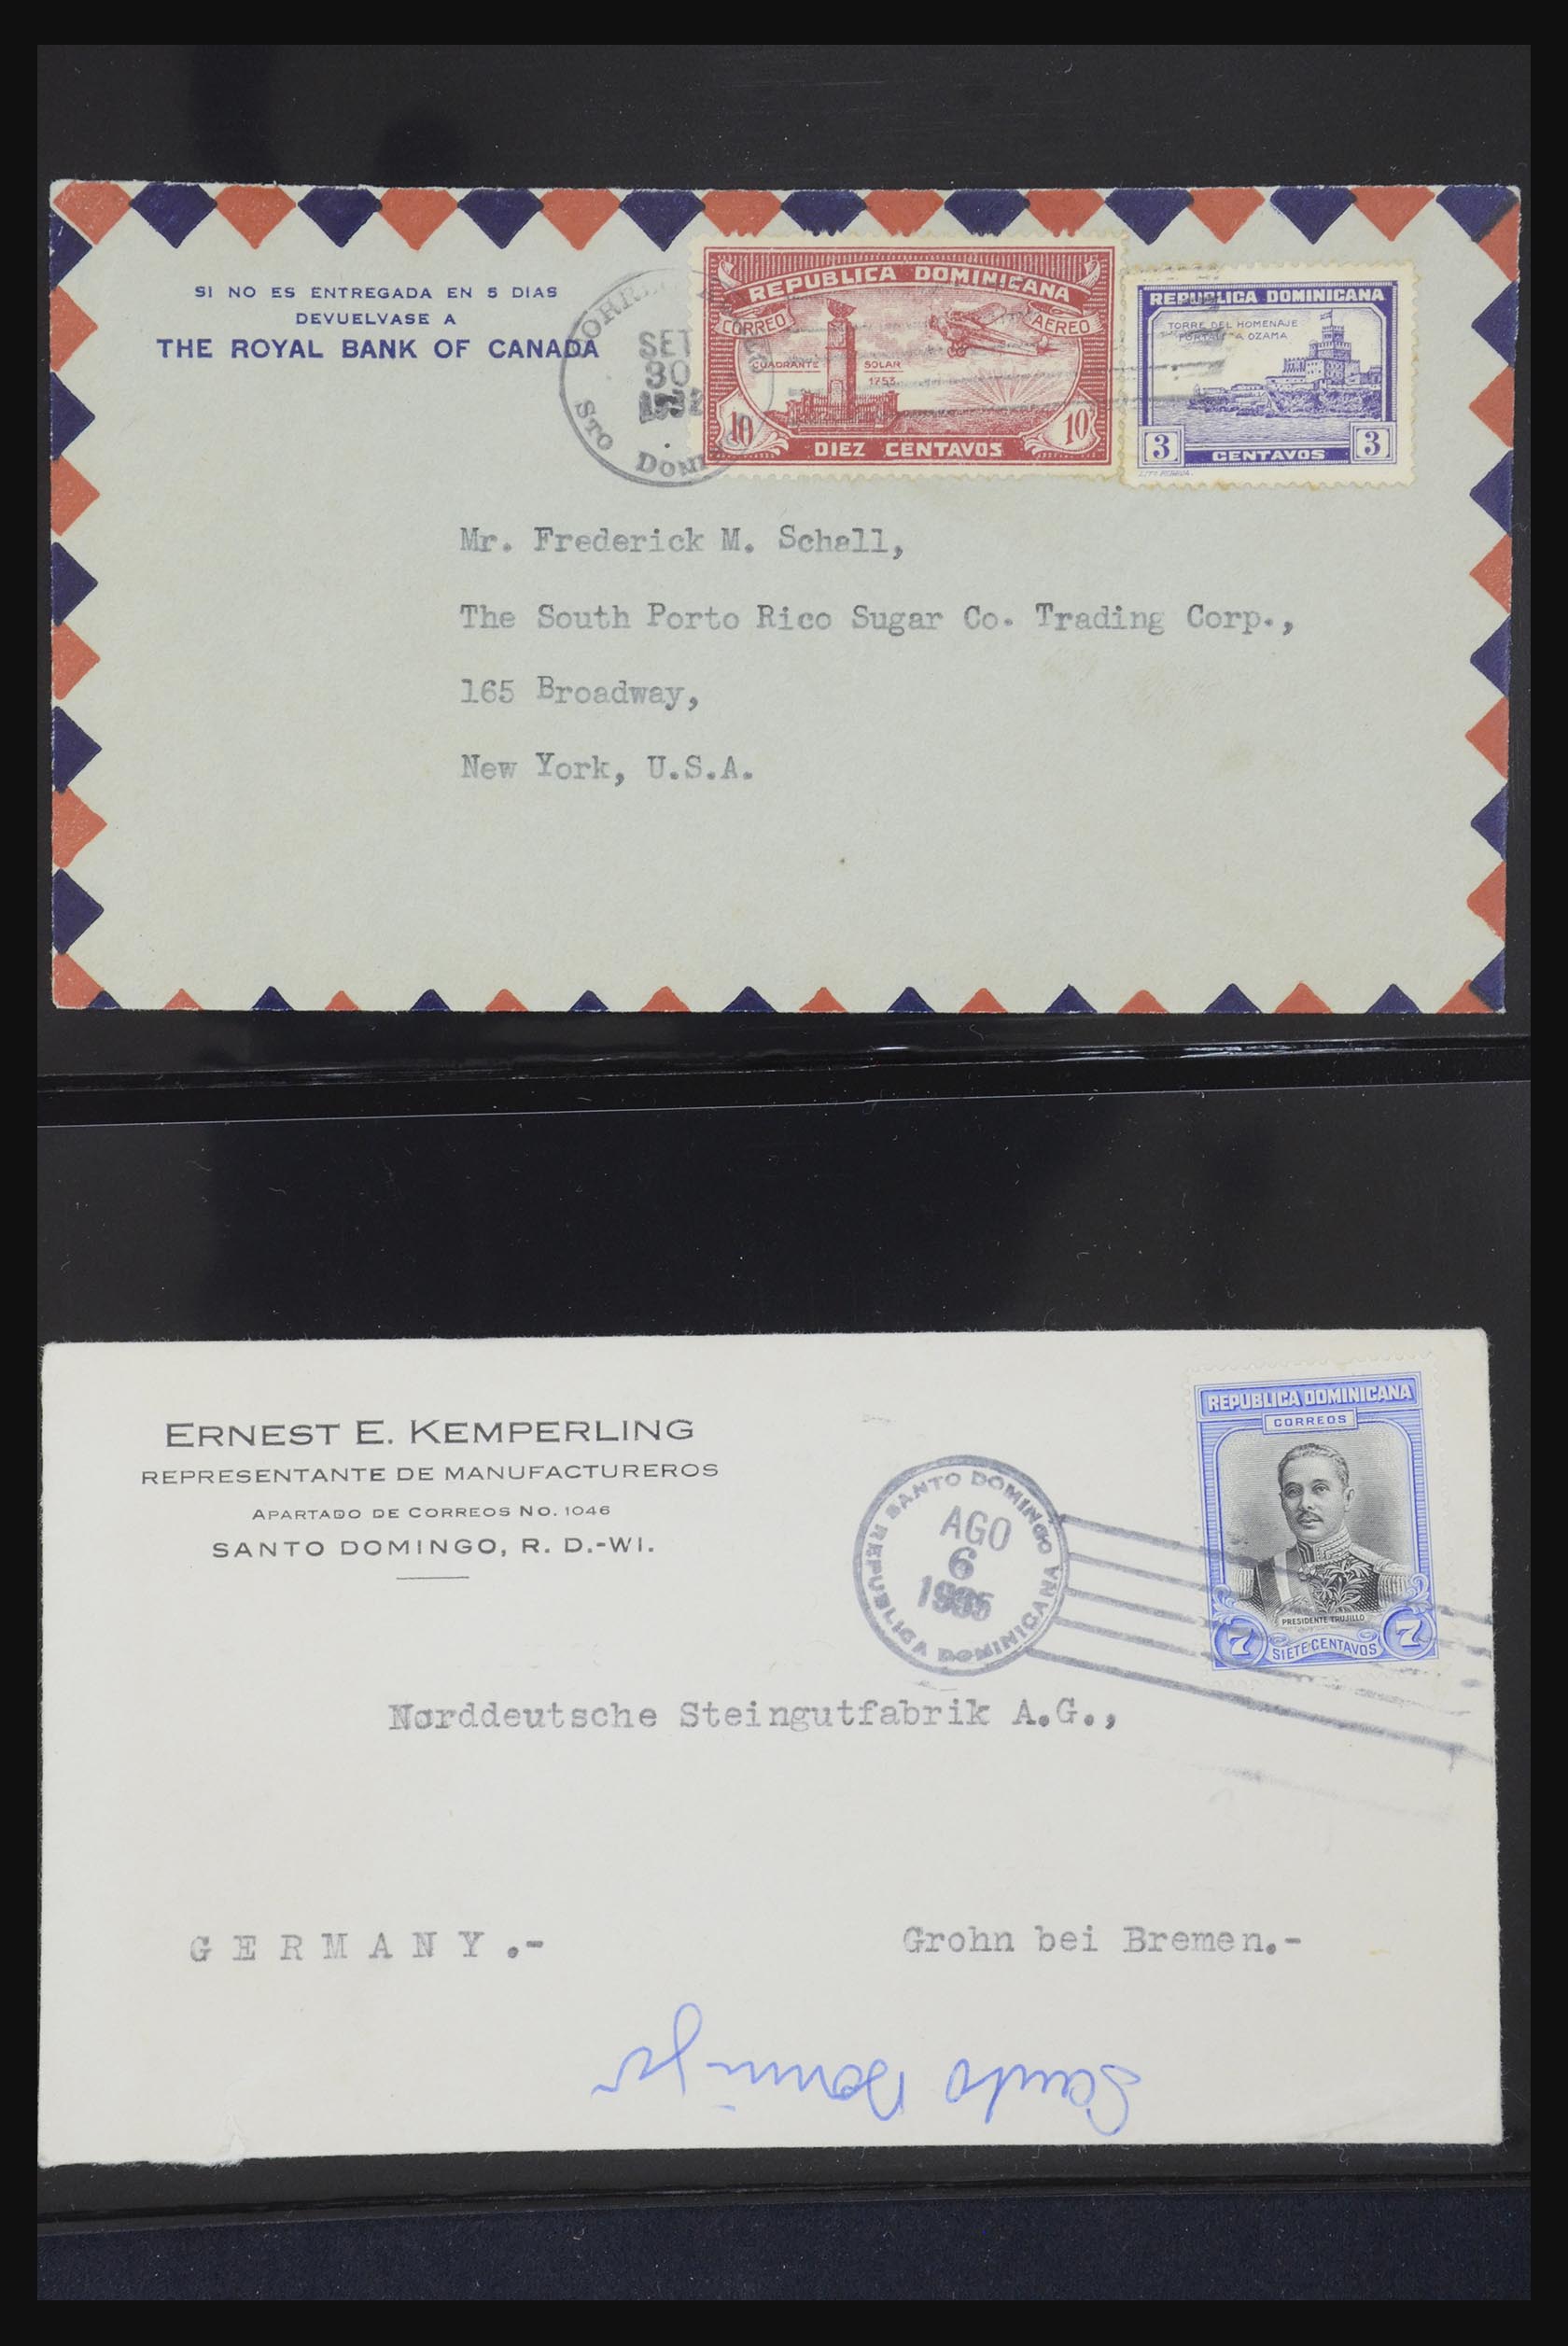 SI NO ES ENTREGADA EN 5 DIAS
DEVUELVASE A
THE ROYAL BANK OF CANADA
SET
30
STO
REPUBLICA DOMINICANA
CORREO
AEREO
CUADRANTE SOLAR
1753
10 10
DIEZ CENTAVOS
REPUBLICA DOMINICANA
TORRE DEL HOMENAJE
OZAMA
3 3
CENTAVOS
Mr. Frederick M. Schall,
The South Porto Rico Sugar Co. Trading Corp.,
165 Broadway,
New York, U.S.A.
ERNEST E. KEMPERLING
REPRESENTANTE DE MANUFACTUREROS
APARTADO DE CORREOS NO. 1046
SANTO DOMINGO, R. D.-WI.
SANTO DOMINGO
AGO
6
1935
REPUBLICA DOMINICANA
REPUBLICA DOMINICANA
CORREOS
PRESIDENTE TRUJILLO
7 7
SIETE CENTAVOS
Norddeutsche Steingutfabrik A.G.,
Grohn bei Bremen.-
G E R M A N Y .-
Santo Domingo